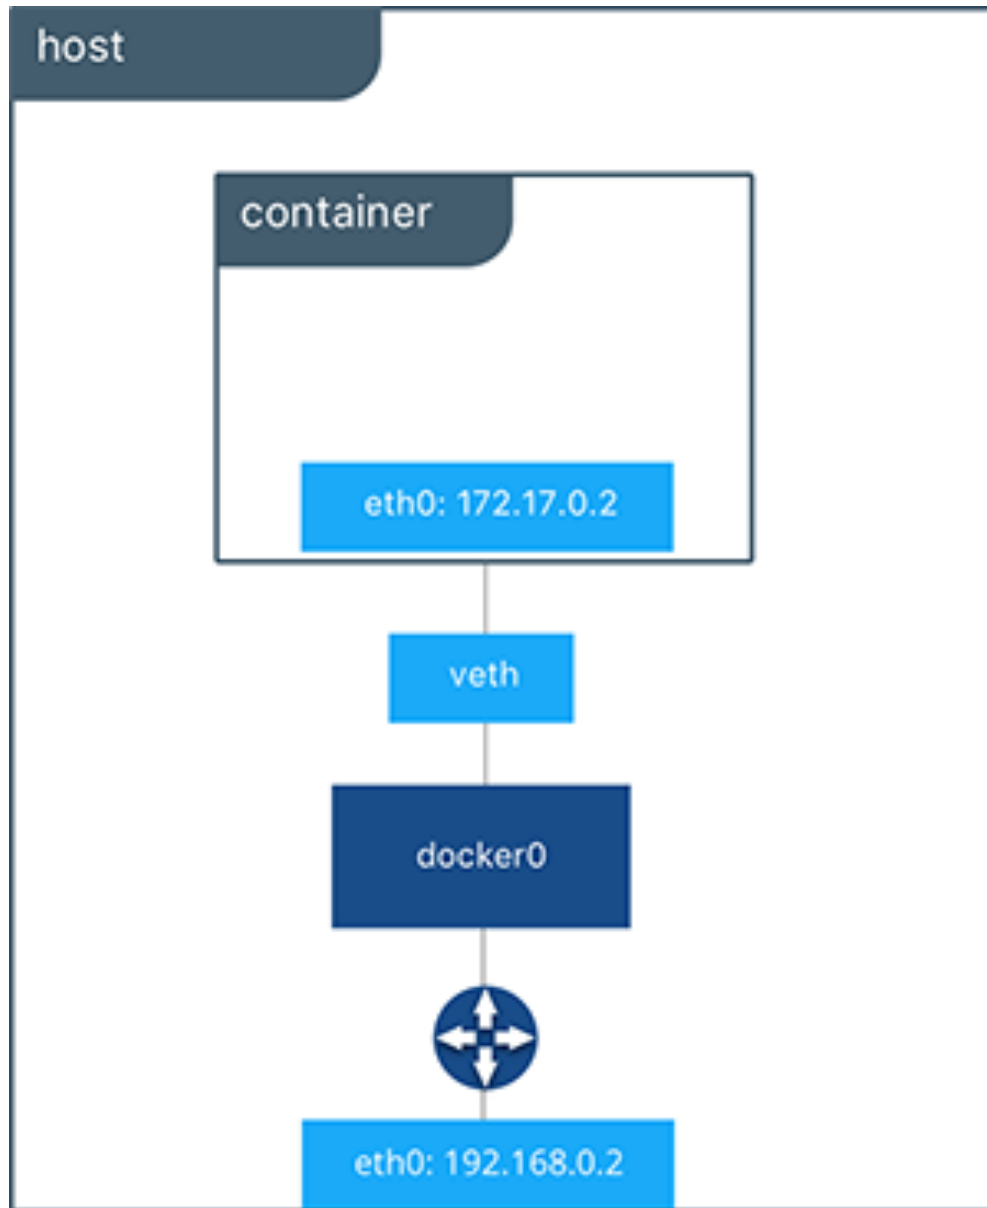 host
container
eth0: 172.17.0.2
veth
docker0
eth0: 192.168.0.2